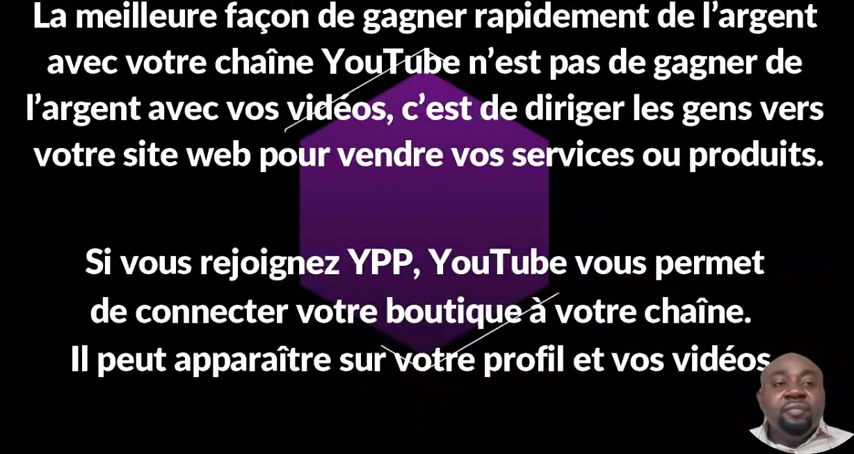 La meilleure façon de gagner rapidement de l’argent
avec votre chaîne YouTube n’est pas de gagner de
l’argent avec vos vidéos, c’est de diriger les gens vers
votre site web pour vendre vos services ou produits.
Si vous rejoignez YPP, YouTube vous permet
de connecter votre boutique à votre chaîne.
Il peut apparaître sur votre profil et vos vidéos